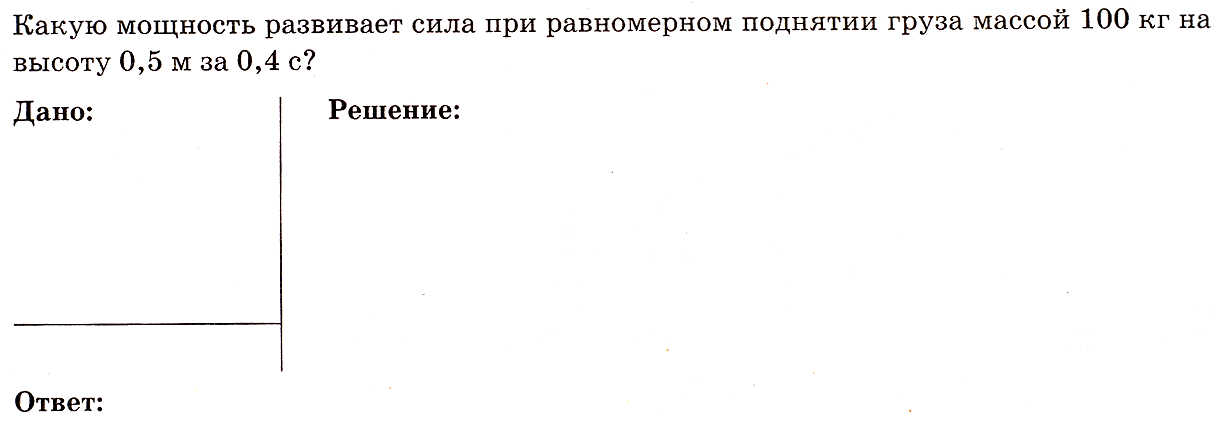 Какую мощность развивает сила при равномерном поднятии груза массой 100 кг на
высоту 0,5 м за 0,4 с?
Дано:
Решение:
Ответ: